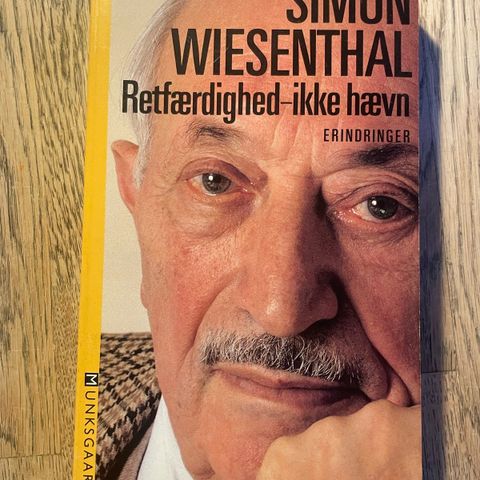 SIMON
WIESENTHAL
Retfærdighed-ikke hævn
ERINDRINGER
MUNKSGAAR